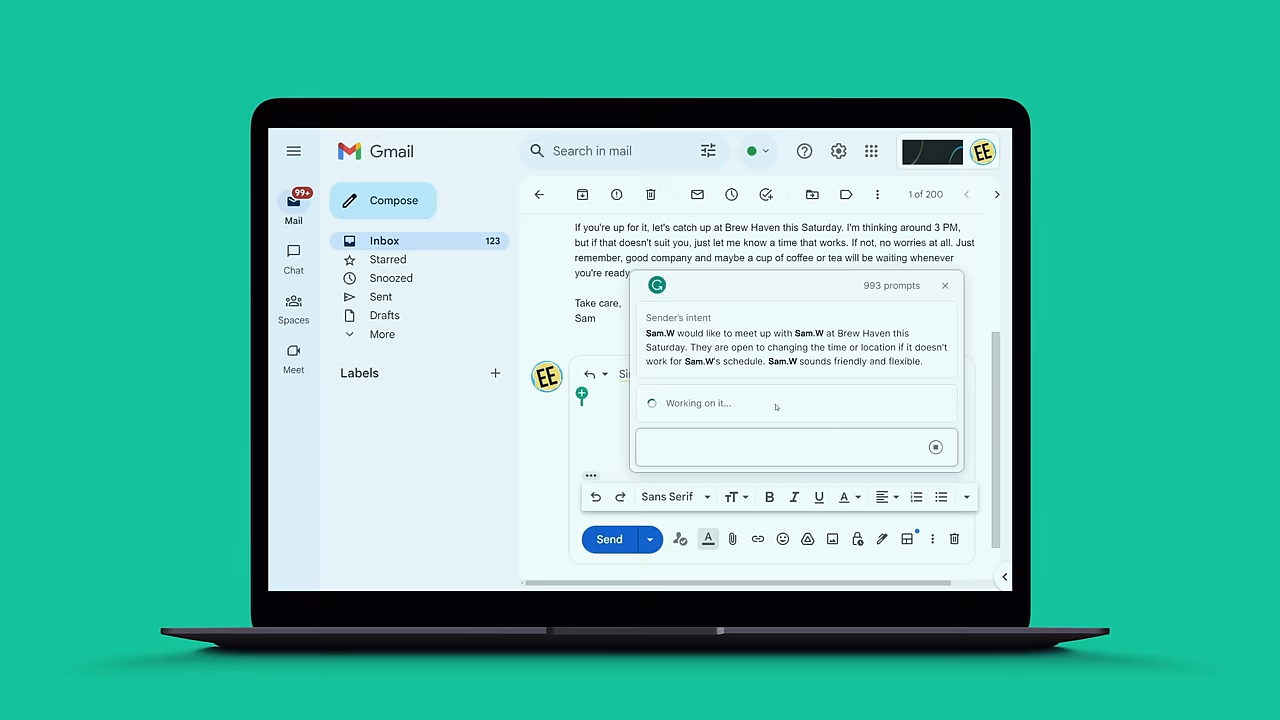 Gmail
Search in mail
EE
99+
Mail
Compose
1 of 200
Inbox 123
Starred
Chat
Snoozed
Sent
Spaces
Drafts
More
Meet
Labels
If you're up for it, let's catch up at Brew Haven this Saturday. I'm thinking around 3 PM,
but if that doesn't suit you, just let me know a time that works. If not, no worries at all. Just
remember, good company and maybe a cup of coffee or tea will be waiting whenever
you're ready
Take care,
Sam
993 prompts
Sender's intent
Sam.W would like to meet up with Sam.W at Brew Haven this
Saturday. They are open to changing the time or location if it doesn't
work for Sam.W's schedule. Sam.W sounds friendly and flexible.
EE
Working on it...
Sans Serif
Send